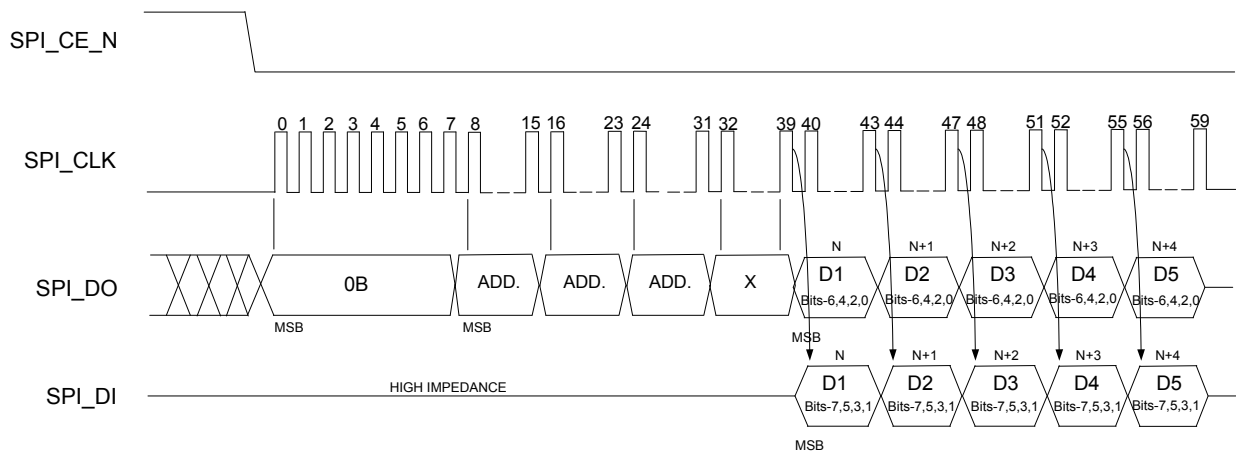 SPI_CE_N
0 1 2 3 4 5 6 7 8 15 16 23 24 31 32 39 40 43 44 47 48 51 52 55 56 59
SPI_CLK
N N+1 N+2 N+3 N+4
SPI_DO 0B ADD. ADD. ADD. X D1 D2 D3 D4 D5
Bits-6,4,2,0 Bits-6,4,2,0 Bits-6,4,2,0 Bits-6,4,2,0 Bits-6,4,2,0
MSB MSB MSB
N N+1 N+2 N+3 N+4
SPI_DI HIGH IMPEDANCE D1 D2 D3 D4 D5
Bits-7,5,3,1 Bits-7,5,3,1 Bits-7,5,3,1 Bits-7,5,3,1 Bits-7,5,3,1
MSB